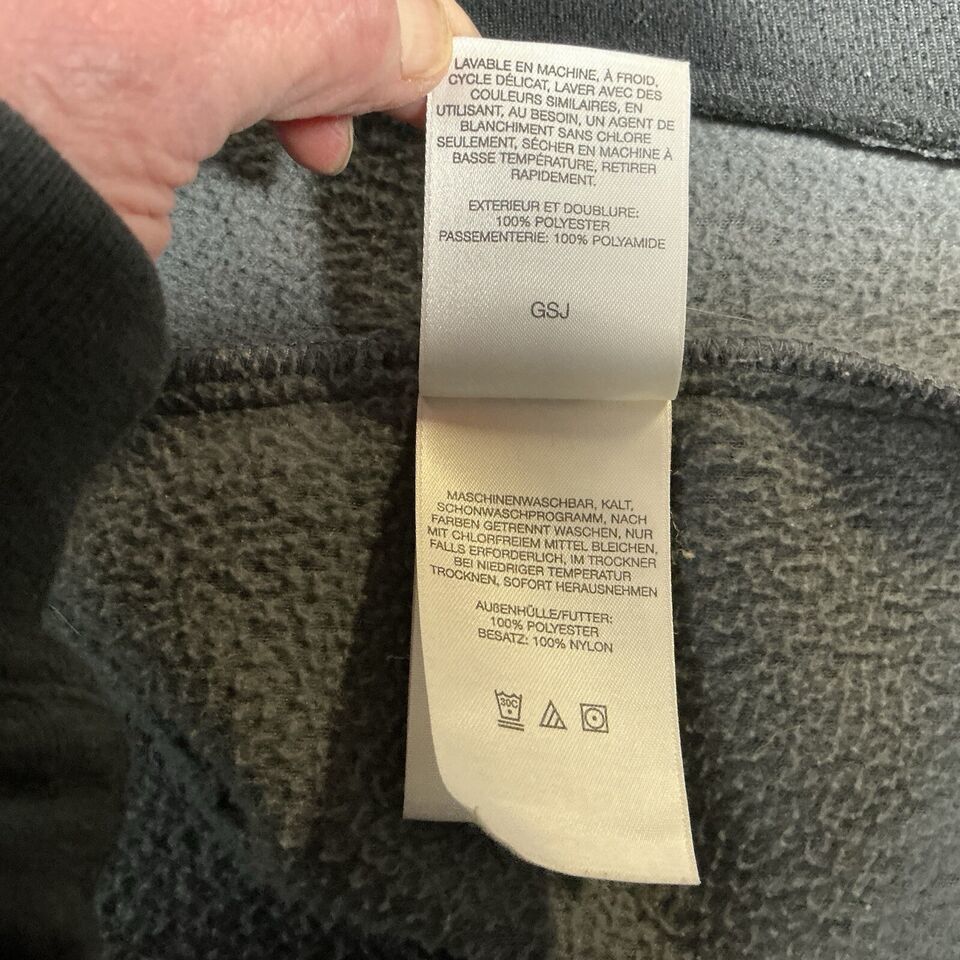 LAVABLE EN MACHINE, À FROID,
CYCLE DÉLICAT, LAVER AVEC DES
COULEURS SIMILAIRES, EN
UTILISANT, AU BESOIN, UN AGENT DE
BLANCHIMENT SANS CHLORE
SEULEMENT, SÉCHER EN MACHINE À
BASSE TEMPÉRATURE, RETIRER
RAPIDEMENT.
EXTERIEUR ET DOUBLURE:
100% POLYESTER
PASSEMENTERIE: 100% POLYAMIDE
GSJ
MASCHINENWASCHBAR, KALT,
SCHONWASCHPROGRAMM, NACH
FARBEN GETRENNT WASCHEN, NUR
MIT CHLORFREIEM MITTEL BLEICHEN,
FALLS ERFORDERLICH, IM TROCKNER
BEI NIEDRIGER TEMPERATUR
TROCKNEN, SOFORT HERAUSNEHMEN
AUßENHÜLLE/FUTTER:
100% POLYESTER
BESATZ: 100% NYLON
30C